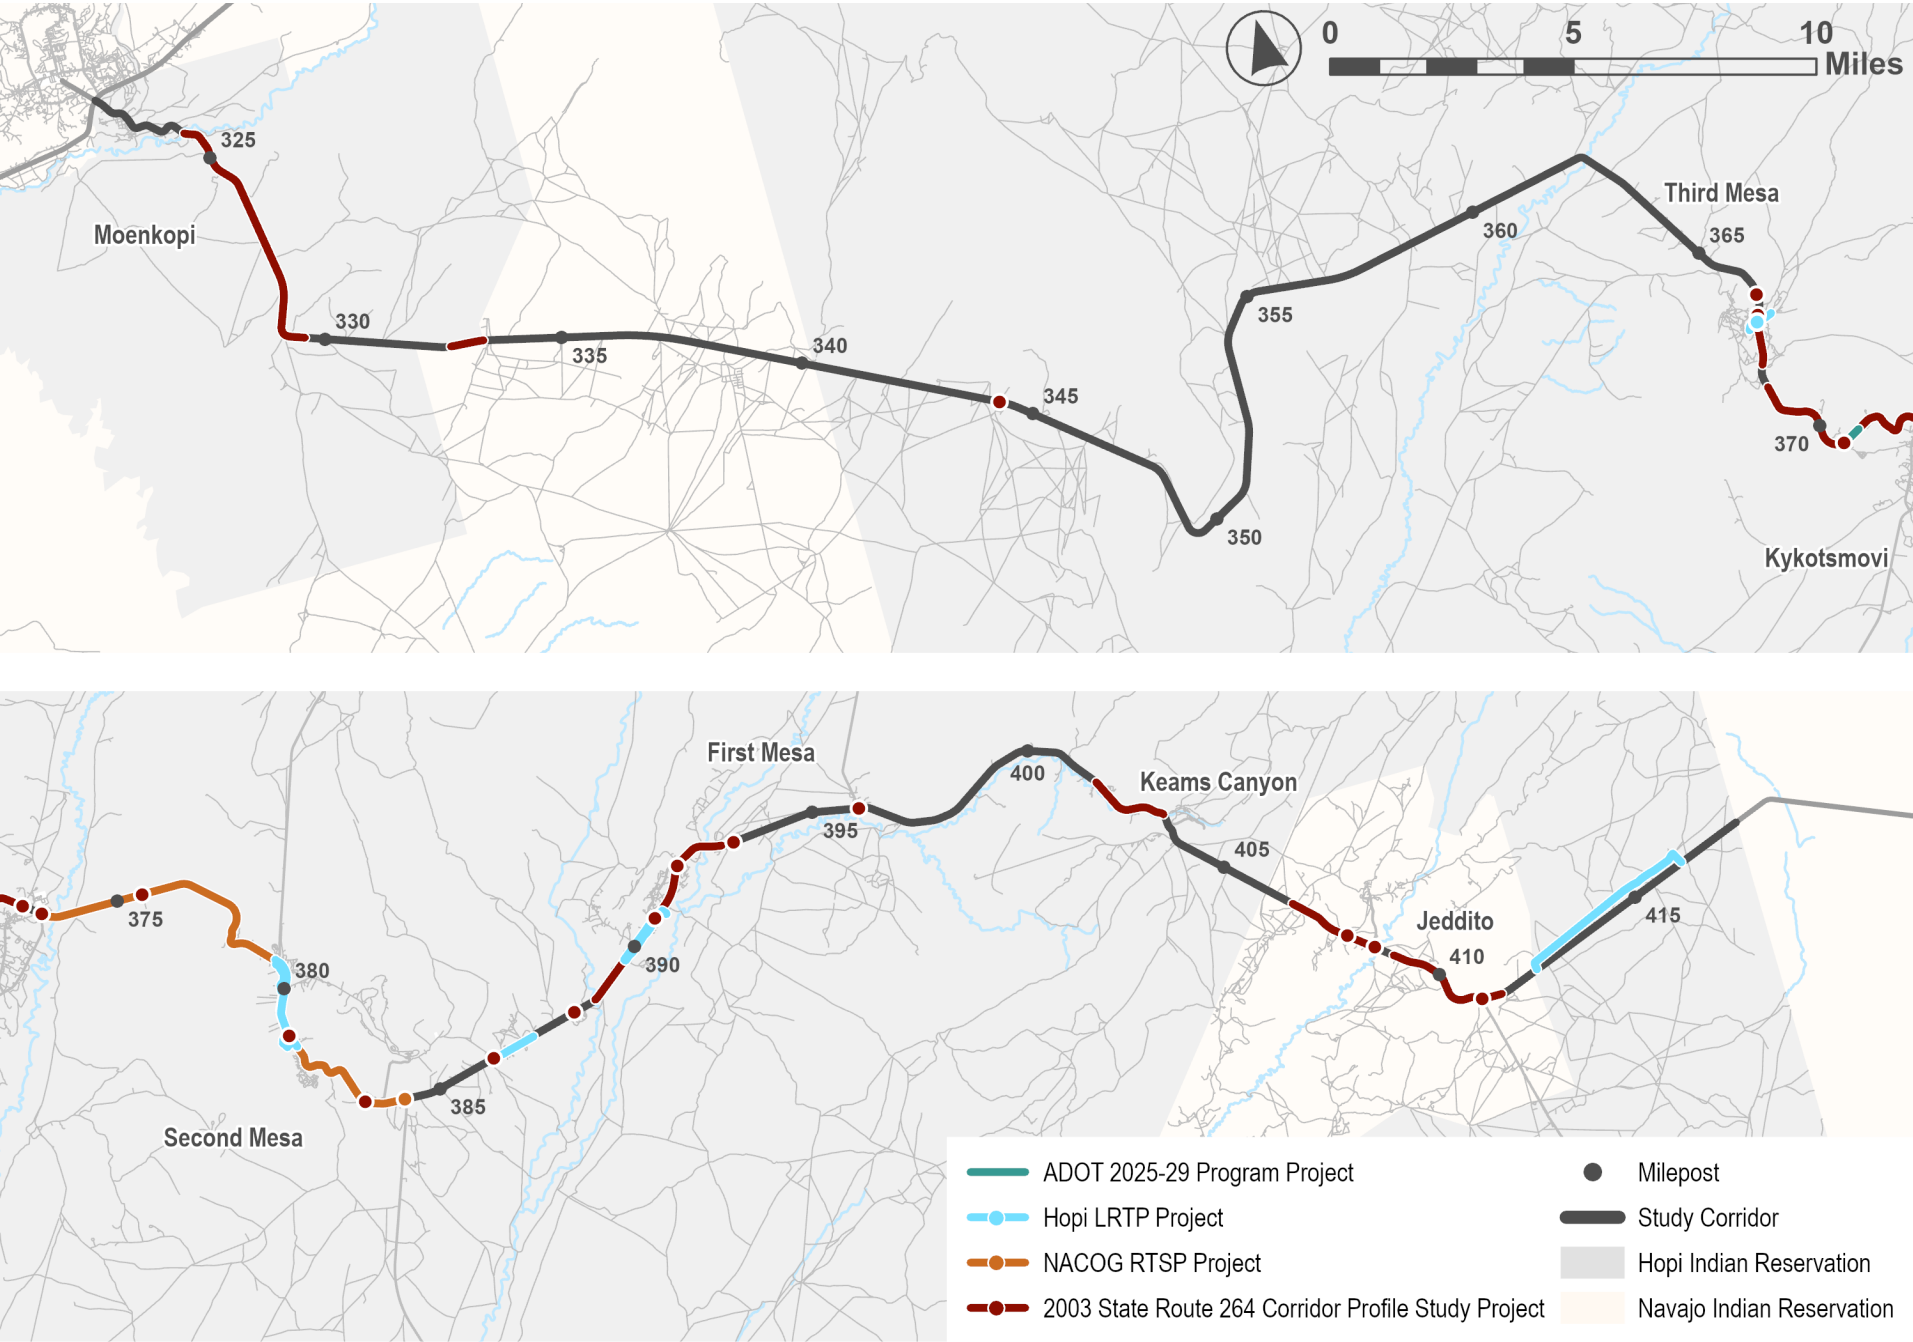 0 5 10
Miles
325
Moenkopi
330
335
340
345
350
355
360
Third Mesa
365
370
Kykotsmovi
First Mesa
400
Keams Canyon
395
405
375
Jeddito
415
380
390
410
385
Second Mesa
ADOT 2025-29 Program Project
Hopi LRTP Project
NACOG RTSP Project
2003 State Route 264 Corridor Profile Study Project
Milepost
Study Corridor
Hopi Indian Reservation
Navajo Indian Reservation